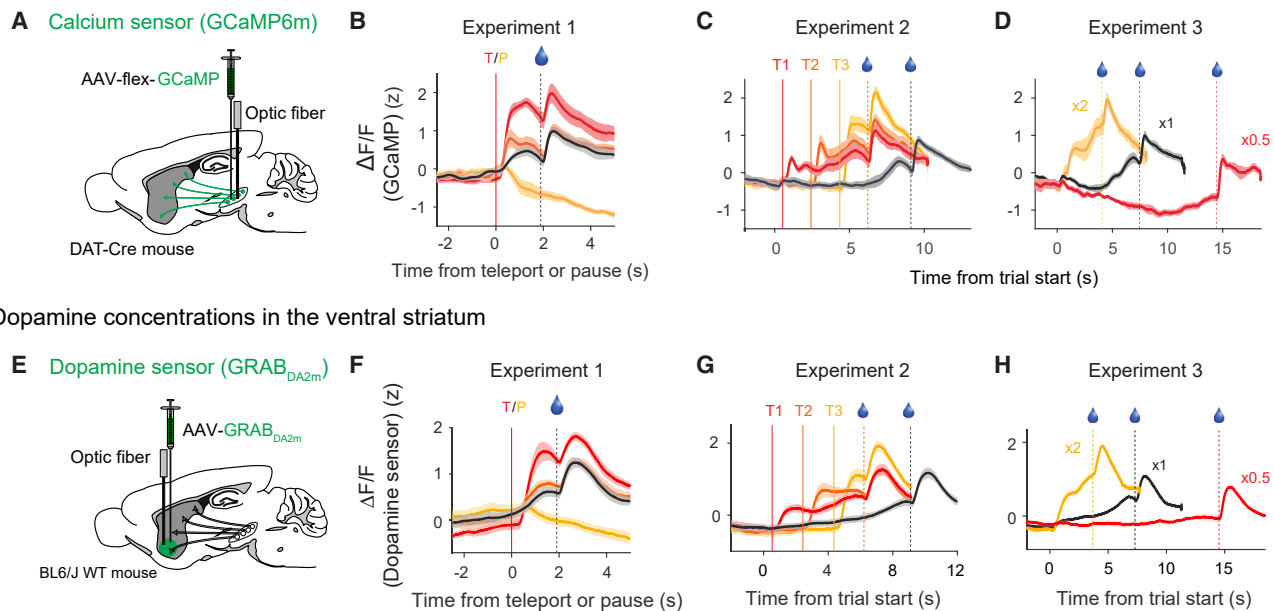 A Calcium sensor (GCaMP6m)
AAV-flex-GCaMP
Optic fiber
DAT-Cre mouse
B Experiment 1
T/P
ΔF/F
(GCaMP) (z)
2
1
0
-1
-2 0 2 4
Time from teleport or pause (s)
C Experiment 2
T1 T2 T3
2
1
0
-1
0 5 10
D Experiment 3
x2
x1
x0.5
2
1
0
-1
0 5 10 15
Time from trial start (s)
Dopamine concentrations in the ventral striatum
E Dopamine sensor (GRABDA2m)
AAV-GRABDA2m
Optic fiber
BL6/J WT mouse
F Experiment 1
T/P
ΔF/F
(Dopamine sensor) (z)
2
1
0
-2 0 2 4
Time from teleport or pause (s)
G Experiment 2
T1 T2 T3
2
0
0 4 8 12
Time from trial start (s)
H Experiment 3
x2
x1
x0.5
2
0
0 5 10 15
Time from trial start (s)